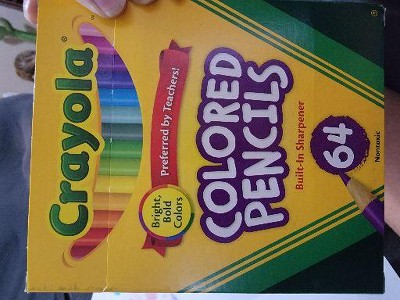 Crayola®
Preferred by Teachers!
Bright,
Bold
Colors
COLORED
PENCILS
Built-In Sharpener
64
Nontoxic